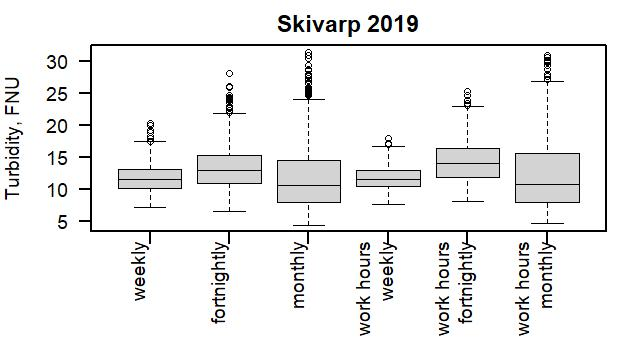 Skivarp 2019
Turbidity, FNU
30
25
20
15
10
5
weekly
fortnightly
monthly
work hours
weekly
work hours
fortnightly
work hours
monthly